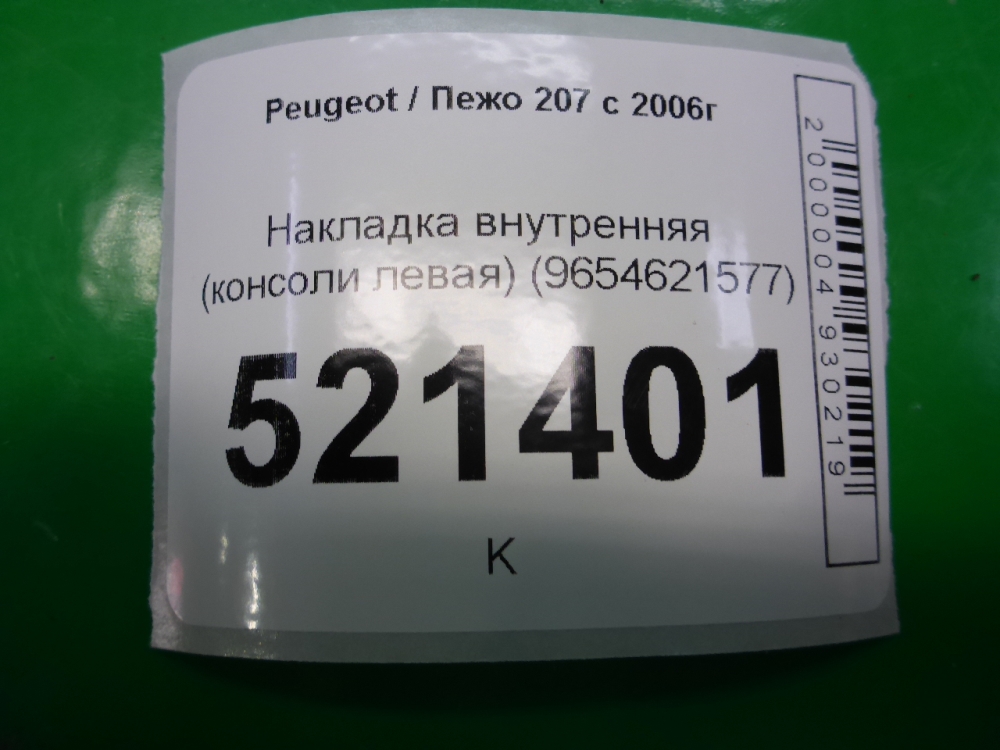 Peugeot / Пежо 207 с 2006г
Накладка внутренняя
(консоли левая) (9654621577)
521401
К
2000004930219